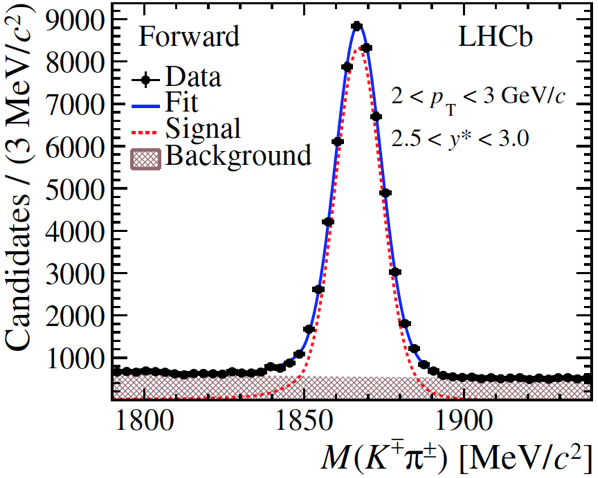 Candidates / (3 MeV/c²)
9000
8000
7000
6000
5000
4000
3000
2000
1000
Forward
LHCb
Data
Fit
Signal
Background
2 < p_T < 3 GeV/c
2.5 < y* < 3.0
1800 1850 1900
M(K∓π±) [MeV/c²]